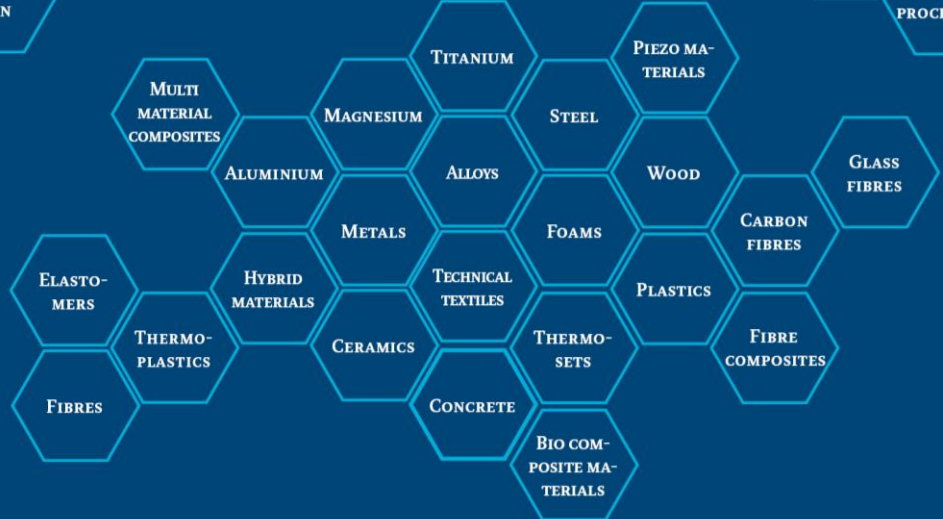 N
PROCE
TITANIUM
PIEZO MA-
TERIALS
MULTI
MATERIAL
COMPOSITES
MAGNESIUM
STEEL
ALUMINIUM
ALLOYS
WOOD
GLASS
FIBRES
METALS
FOAMS
CARBON
FIBRES
ELASTO-
MERS
HYBRID
MATERIALS
TECHNICAL
TEXTILES
PLASTICS
THERMO-
PLASTICS
CERAMICS
THERMO-
SETS
FIBRE
COMPOSITES
FIBRES
CONCRETE
BIO COM-
POSITE MA-
TERIALS